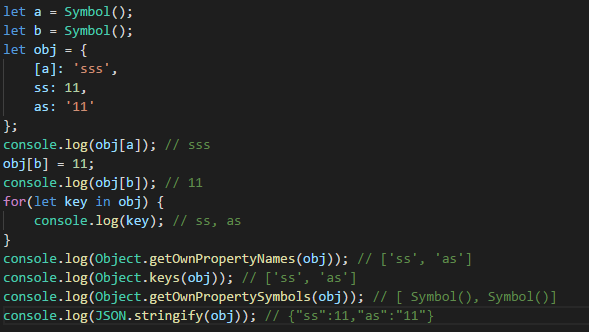 let a = Symbol();
let b = Symbol();
let obj = {
    [a]: 'sss',
    ss: 11,
    as: '11'
};
console.log(obj[a]); // sss
obj[b] = 11;
console.log(obj[b]); // 11
for(let key in obj) {
    console.log(key); // ss, as
}
console.log(Object.getOwnPropertyNames(obj)); // ['ss', 'as']
console.log(Object.keys(obj)); // ['ss', 'as']
console.log(Object.getOwnPropertySymbols(obj)); // [ Symbol(), Symbol()]
console.log(JSON.stringify(obj)); // {"ss":11,"as":"11"}